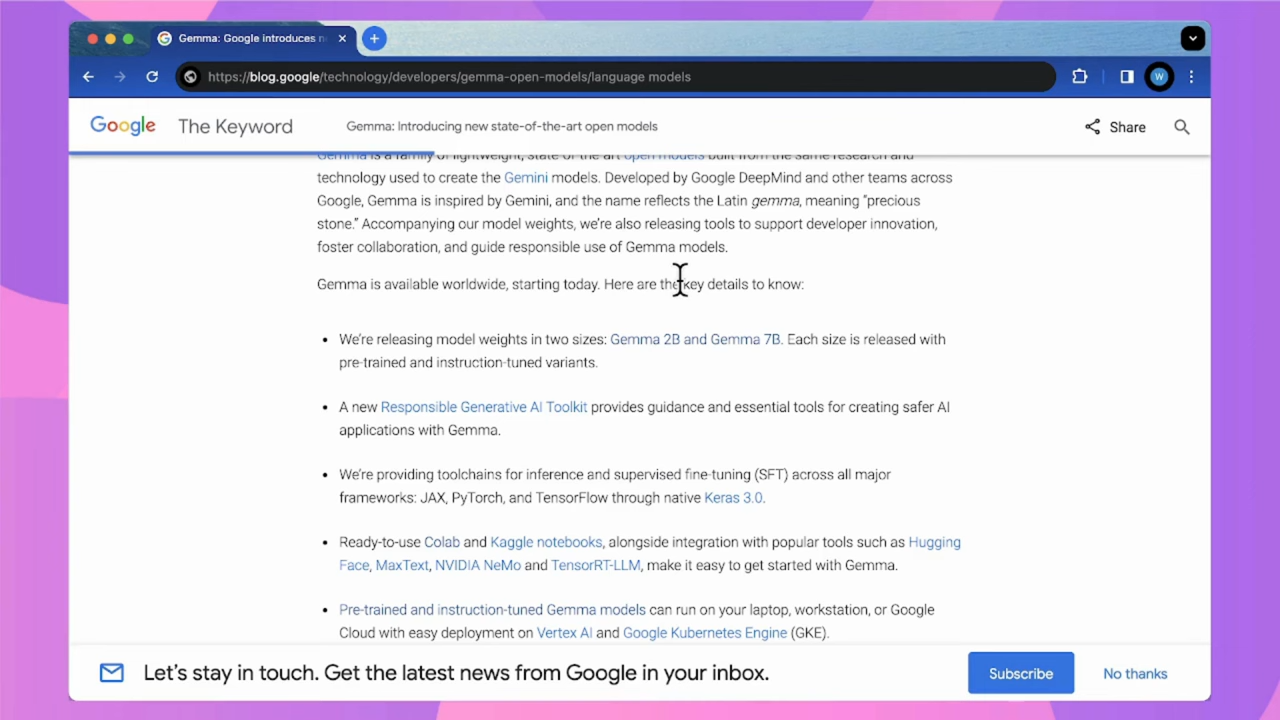 Gemma: Google introduces n
https://blog.google/technology/developers/gemma-open-models/language models
W
Google The Keyword
Gemma: Introducing new state-of-the-art open models
Share
Gemma is a family of lightweight, state-of-the art open models built from the same research and
technology used to create the Gemini models. Developed by Google DeepMind and other teams across
Google, Gemma is inspired by Gemini, and the name reflects the Latin gemma, meaning “precious
stone.” Accompanying our model weights, we’re also releasing tools to support developer innovation,
foster collaboration, and guide responsible use of Gemma models.
Gemma is available worldwide, starting today. Here are the key details to know:
• We’re releasing model weights in two sizes: Gemma 2B and Gemma 7B. Each size is released with
pre-trained and instruction-tuned variants.
• A new Responsible Generative AI Toolkit provides guidance and essential tools for creating safer AI
applications with Gemma.
• We’re providing toolchains for inference and supervised fine-tuning (SFT) across all major
frameworks: JAX, PyTorch, and TensorFlow through native Keras 3.0.
• Ready-to-use Colab and Kaggle notebooks, alongside integration with popular tools such as Hugging
Face, MaxText, NVIDIA NeMo and TensorRT-LLM, make it easy to get started with Gemma.
• Pre-trained and instruction-tuned Gemma models can run on your laptop, workstation, or Google
Cloud with easy deployment on Vertex AI and Google Kubernetes Engine (GKE).
Let’s stay in touch. Get the latest news from Google in your inbox.
Subscribe
No thanks